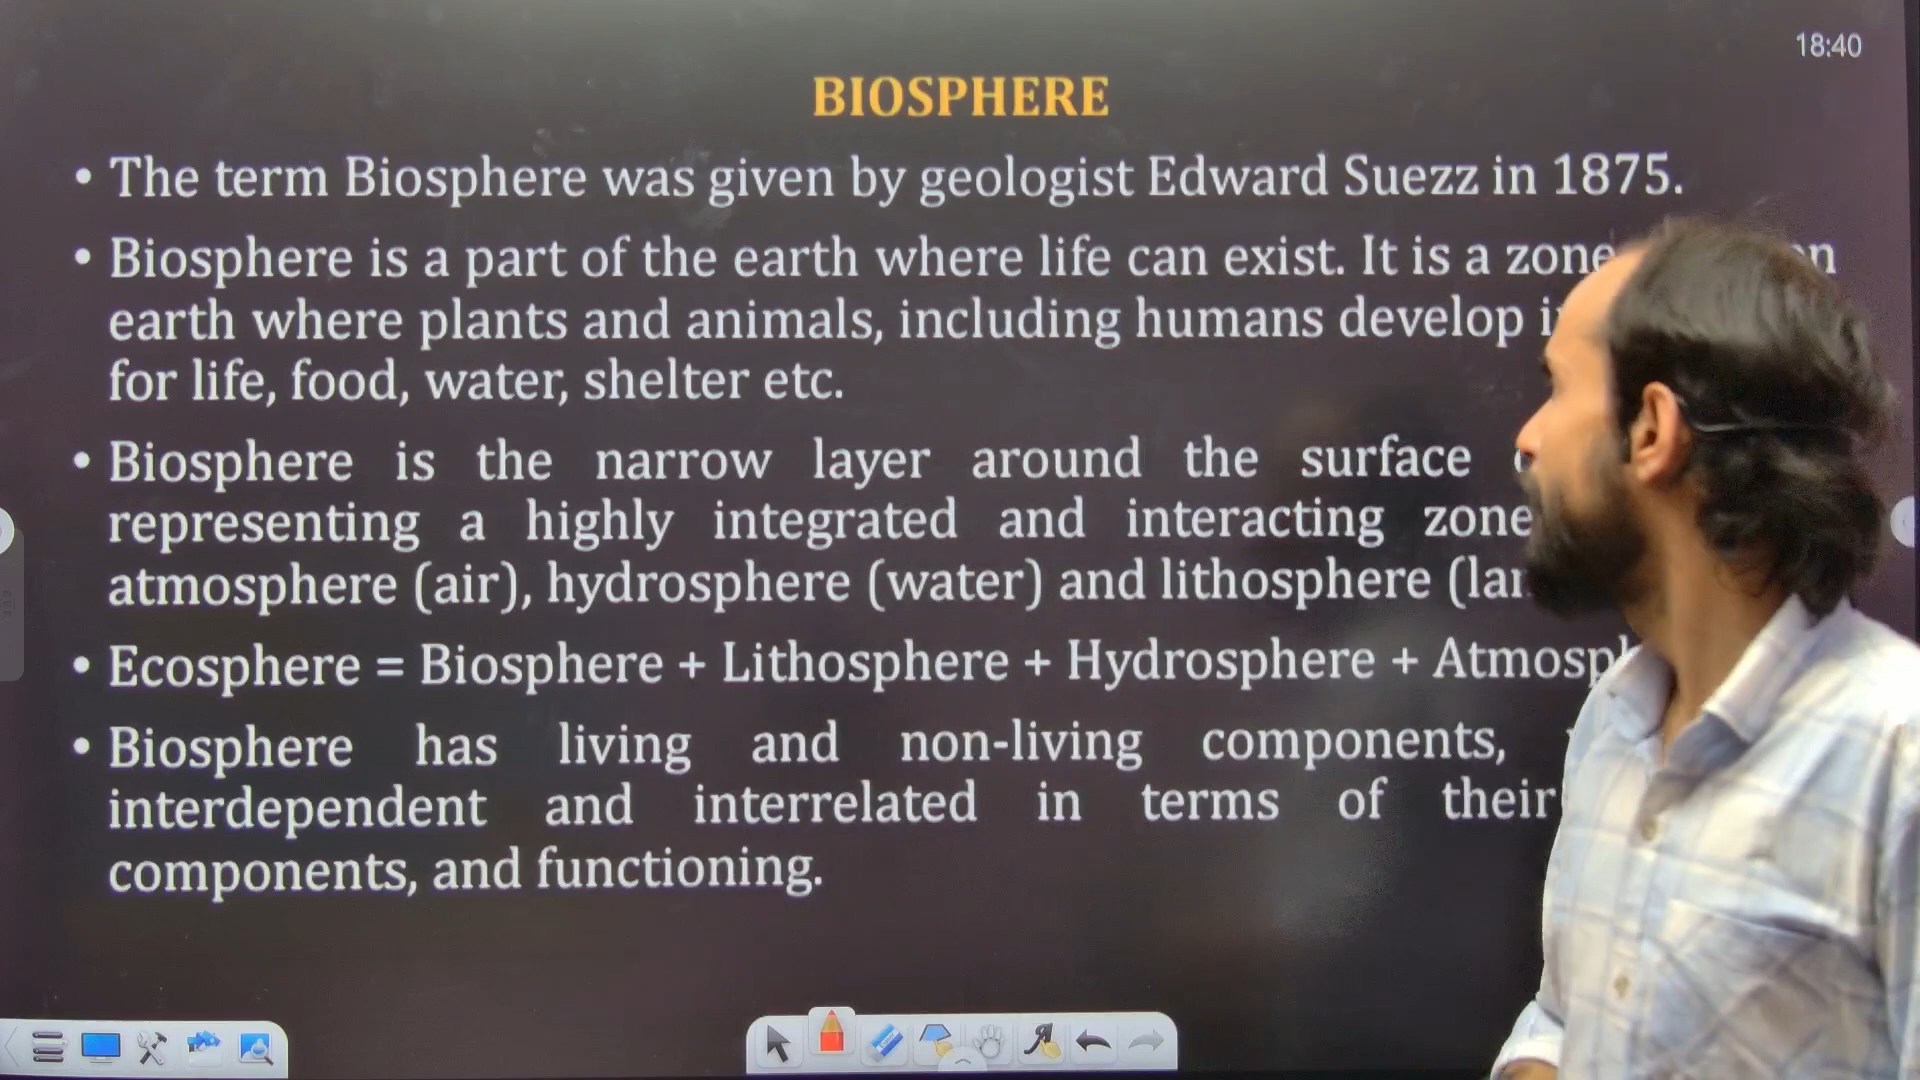 18:40
BIOSPHERE
• The term Biosphere was given by geologist Edward Suezz in 1875.
• Biosphere is a part of the earth where life can exist. It is a zone
earth where plants and animals, including humans develop
for life, food, water, shelter etc.
• Biosphere is the narrow layer around the surface
representing a highly integrated and interacting zone
atmosphere (air), hydrosphere (water) and lithosphere
• Ecosphere = Biosphere + Lithosphere + Hydrosphere +
• Biosphere has living and non-living components,
interdependent and interrelated in terms of their
components, and functioning.